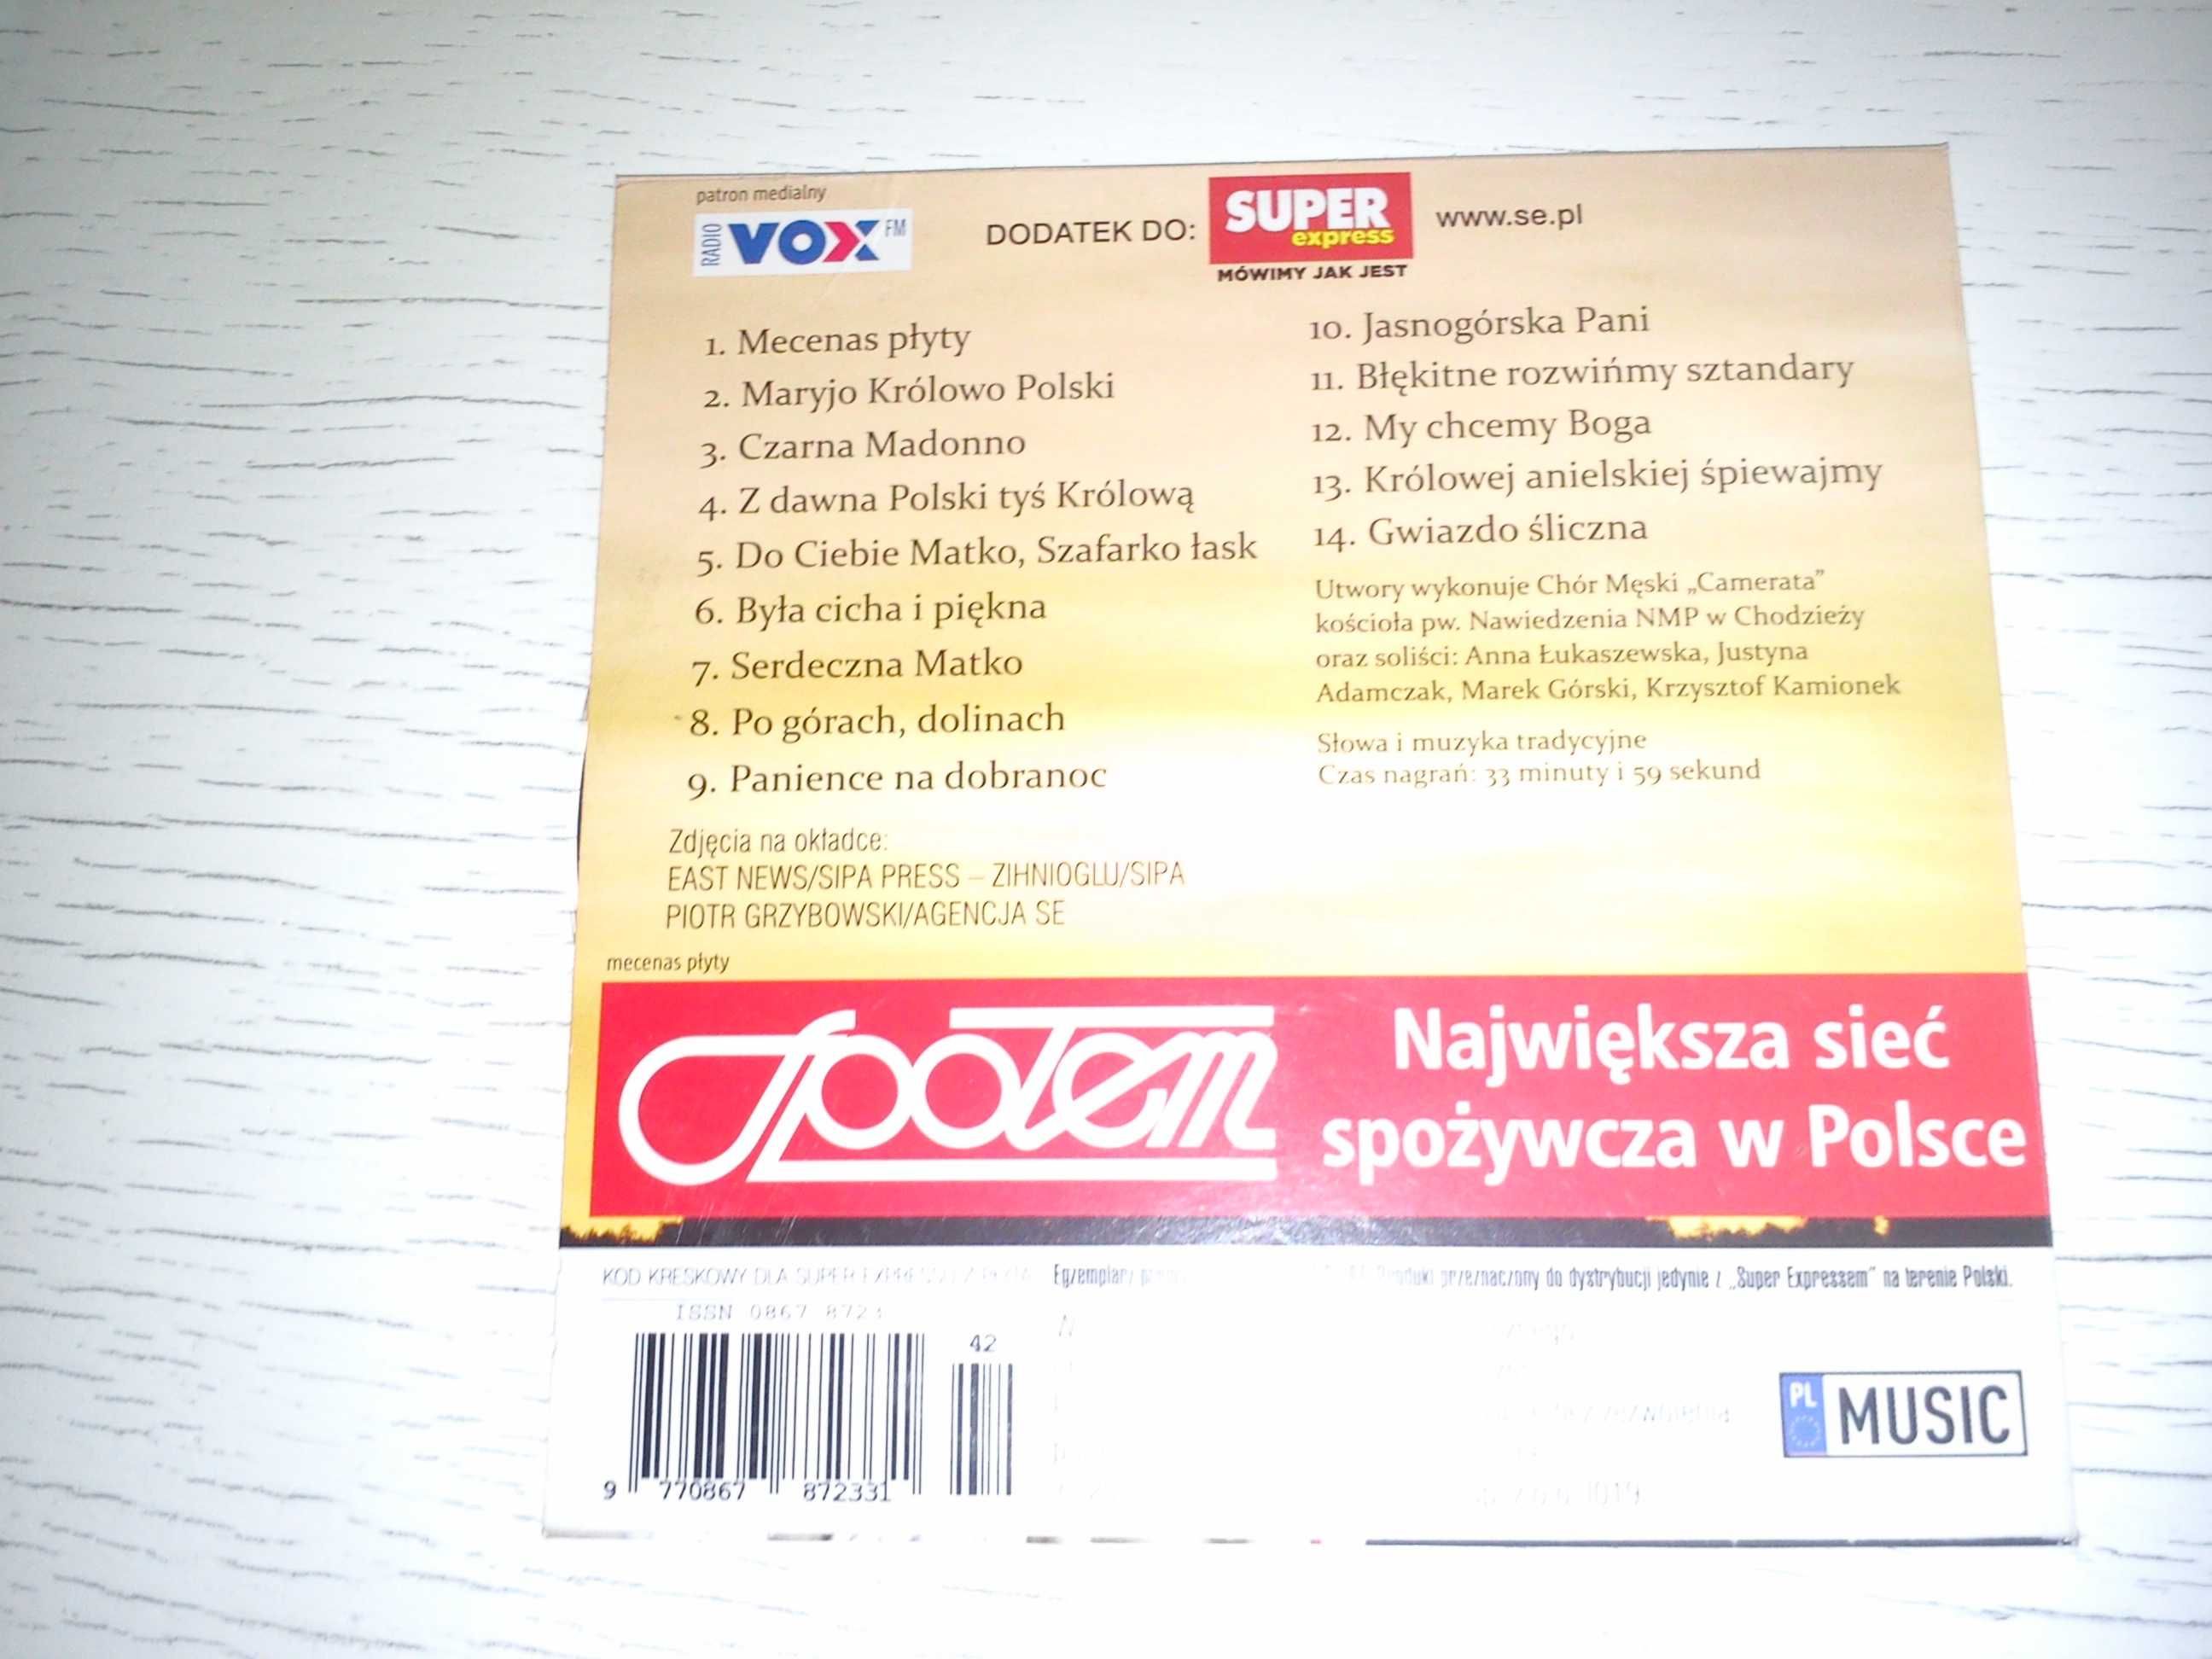 patron medialny
RADIO VOX FM
DODATEK DO:
SUPER
express
MÓWIMY JAK JEST
www.se.pl
1. Mecenas płyty
2. Maryjo Królowo Polski
3. Czarna Madonno
4. Z dawna Polski tyś Królową
5. Do Ciebie Matko, Szafarko łask
6. Była cicha i piękna
7. Serdeczna Matko
8. Po górach, dolinach
9. Panience na dobranoc
10. Jasnogórska Pani
11. Błękitne rozwińmy sztandary
12. My chcemy Boga
13. Królowej anielskiej śpiewajmy
14. Gwiazdo śliczna
Utwory wykonuje Chór Męski „Camerata”
kościoła pw. Nawiedzenia NMP w Chodzieży
oraz soliści: Anna Łukaszewska, Justyna
Adamczak, Marek Górski, Krzysztof Kamionek
Słowa i muzyka tradycyjne
Czas nagrań: 33 minuty i 59 sekund
Zdjęcia na okładce:
EAST NEWS/SIPA PRESS – ZIHNIOGLU/SIPA
PIOTR GRZYBOWSKI/AGENCJA SE
mecenas płyty
Społem
Największa sieć
spożywcza w Polsce
KOD KRESKOWY DLA SUPER
Egzemplarz
przeznaczony do dystrybucji jedynie z „Super Expressem” na terenie Polski.
ISSN 0867
42
9 770867 872331
PL MUSIC